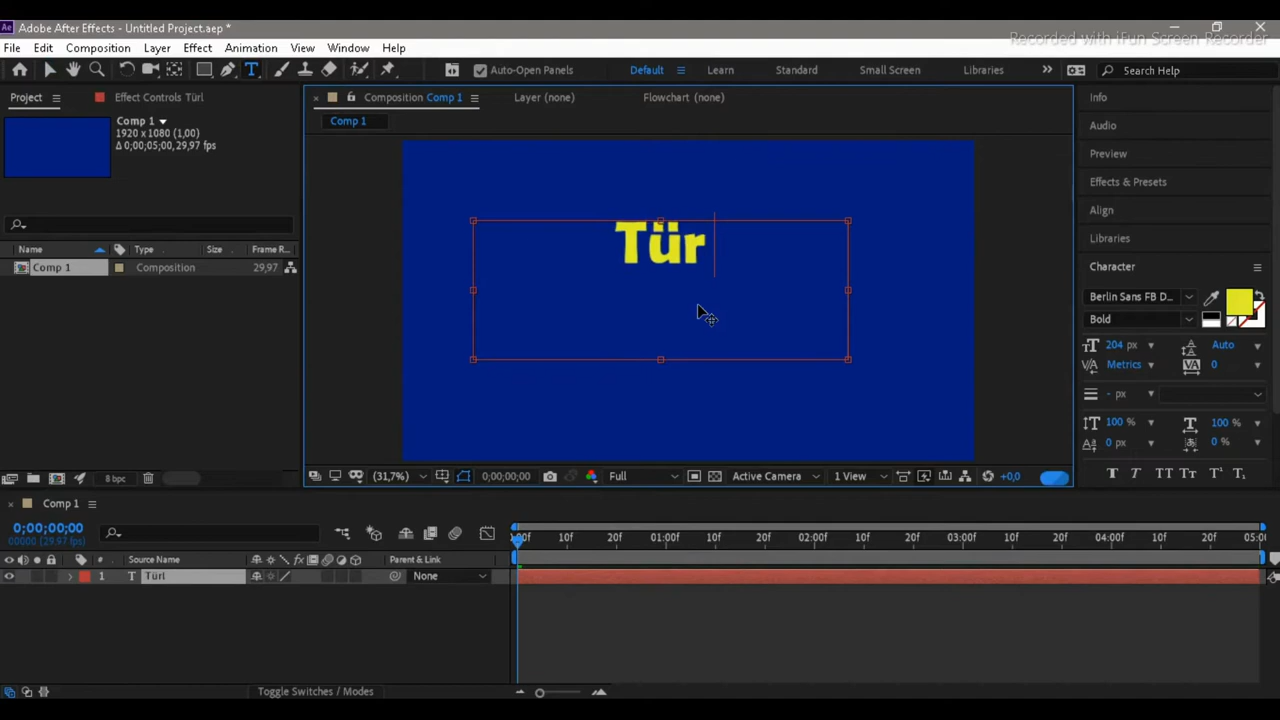 Adobe After Effects - Untitled Project.aep *
Recorded with iFun Screen Recorder
File Edit Composition Layer Effect Animation View Window Help
Auto-Open Panels Default Learn Standard Small Screen Libraries Search Help
Project Effect Controls Türl Composition Comp 1 Layer (none) Flowchart (none) Info
Comp 1
1920 x 1080 (1,00)
Δ 0;00;05;00, 29,97 fps
Comp 1
Audio
Preview
Effects & Presets
Align
Libraries
Tür
Name Type Size Frame R...
Comp 1 Composition 29,97
Character
Berlin Sans FB D...
Bold
204 px Auto
Metrics 0
- px
100 % 100 %
0 px 0 %
8 bpc (31,7%) 0;00;00;00 Full Active Camera 1 View +0,0
Comp 1
0;00;00;00
00000 (29.97 fps)
:00f 10f 20f 01:00f 10f 20f 02:00f 10f 20f 03:00f 10f 20f 04:00f 10f 20f 05:0
# Source Name Parent & Link
1 T Türl None
Toggle Switches / Modes